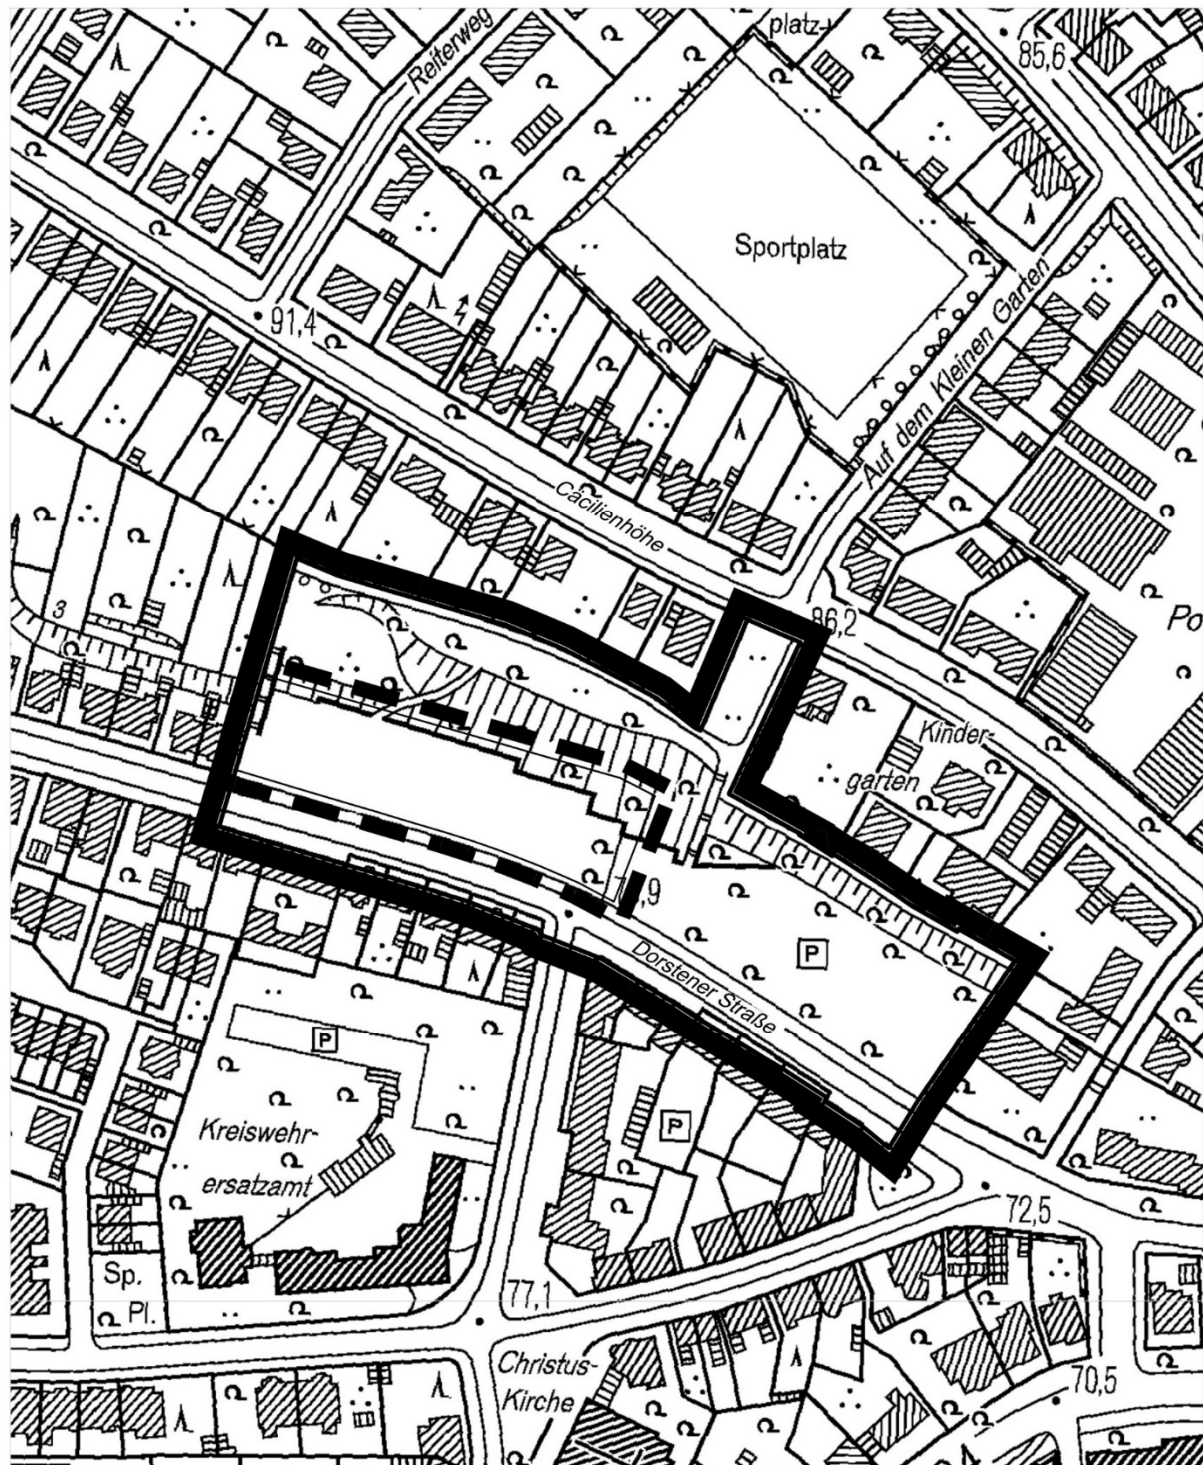 platz-
85,6
Reiterweg
Sportplatz
91,4
Auf dem Kleinen Garten
Cäcilienhöhe
3
86,2
Po
Kinder-
garten
,9
P
Dorstener Straße
P
P
Kreiswehr-
ersatzamt
72,5
Sp.
Pl.
77,1
Christus-
Kirche
70,5